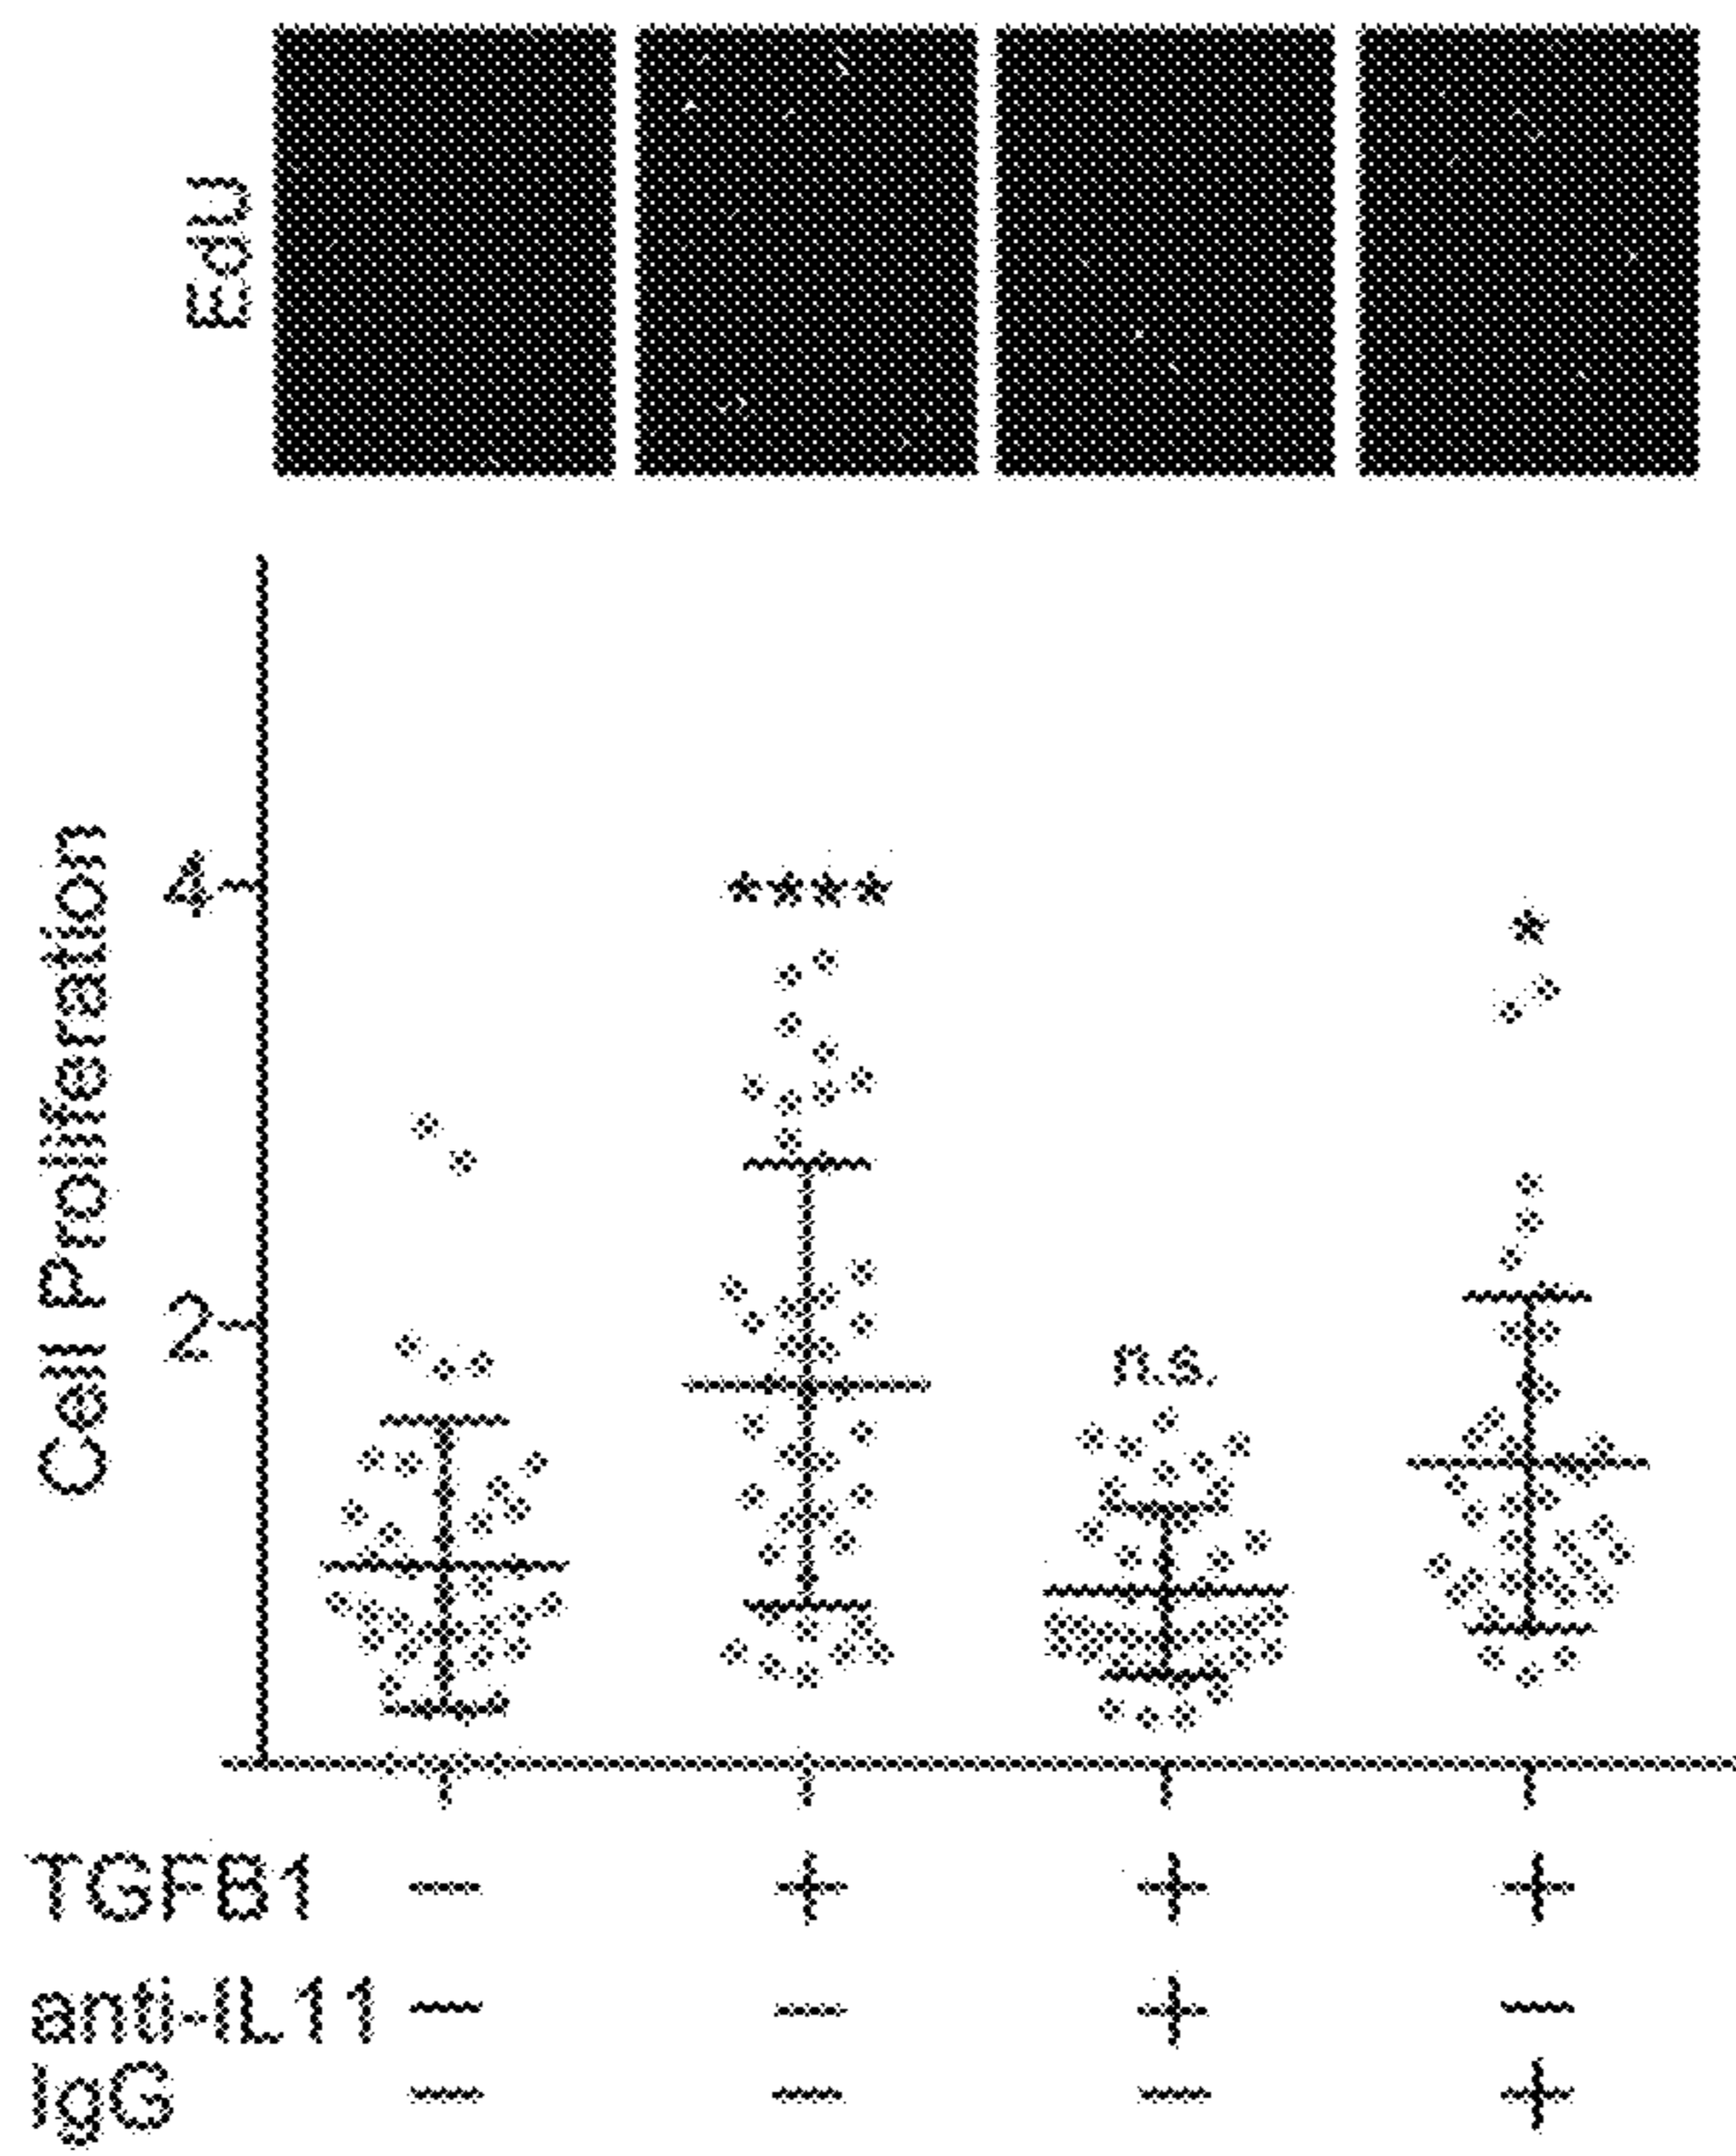 EdU
Cell Proliferation
4
2
****
n.s.
*
TGFB1 — + + +
anti-IL11 — — + —
IgG — — — +